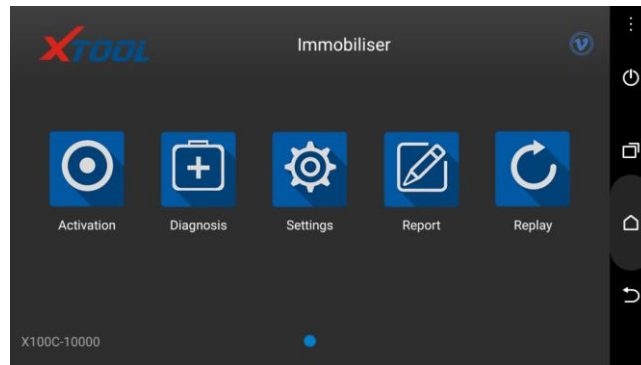 XTOOL
Immobiliser
Activation
Diagnosis
Settings
Report
Replay
X100C-10000